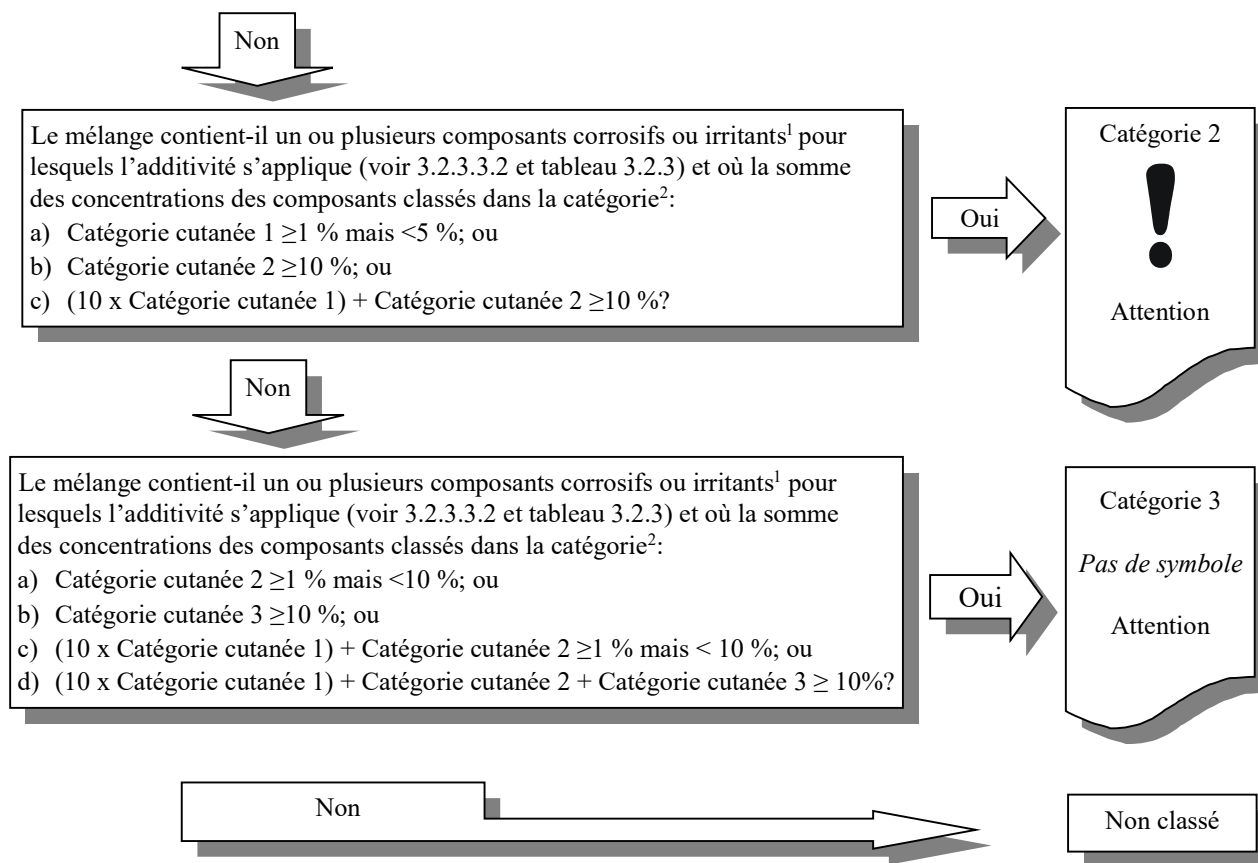 Non
Le mélange contient-il un ou plusieurs composants corrosifs ou irritants¹ pour
lesquels l’additivité s’applique (voir 3.2.3.3.2 et tableau 3.2.3) et où la somme
des concentrations des composants classés dans la catégorie²:
a) Catégorie cutanée 1 ≥1 % mais <5 %; ou
b) Catégorie cutanée 2 ≥10 %; ou
c) (10 x Catégorie cutanée 1) + Catégorie cutanée 2 ≥10 %?
Oui
Catégorie 2
!
Attention
Non
Le mélange contient-il un ou plusieurs composants corrosifs ou irritants¹ pour
lesquels l’additivité s’applique (voir 3.2.3.3.2 et tableau 3.2.3) et où la somme
des concentrations des composants classés dans la catégorie²:
a) Catégorie cutanée 2 ≥1 % mais <10 %; ou
b) Catégorie cutanée 3 ≥10 %; ou
c) (10 x Catégorie cutanée 1) + Catégorie cutanée 2 ≥1 % mais < 10 %; ou
d) (10 x Catégorie cutanée 1) + Catégorie cutanée 2 + Catégorie cutanée 3 ≥ 10%?
Oui
Catégorie 3
Pas de symbole
Attention
Non
Non classé